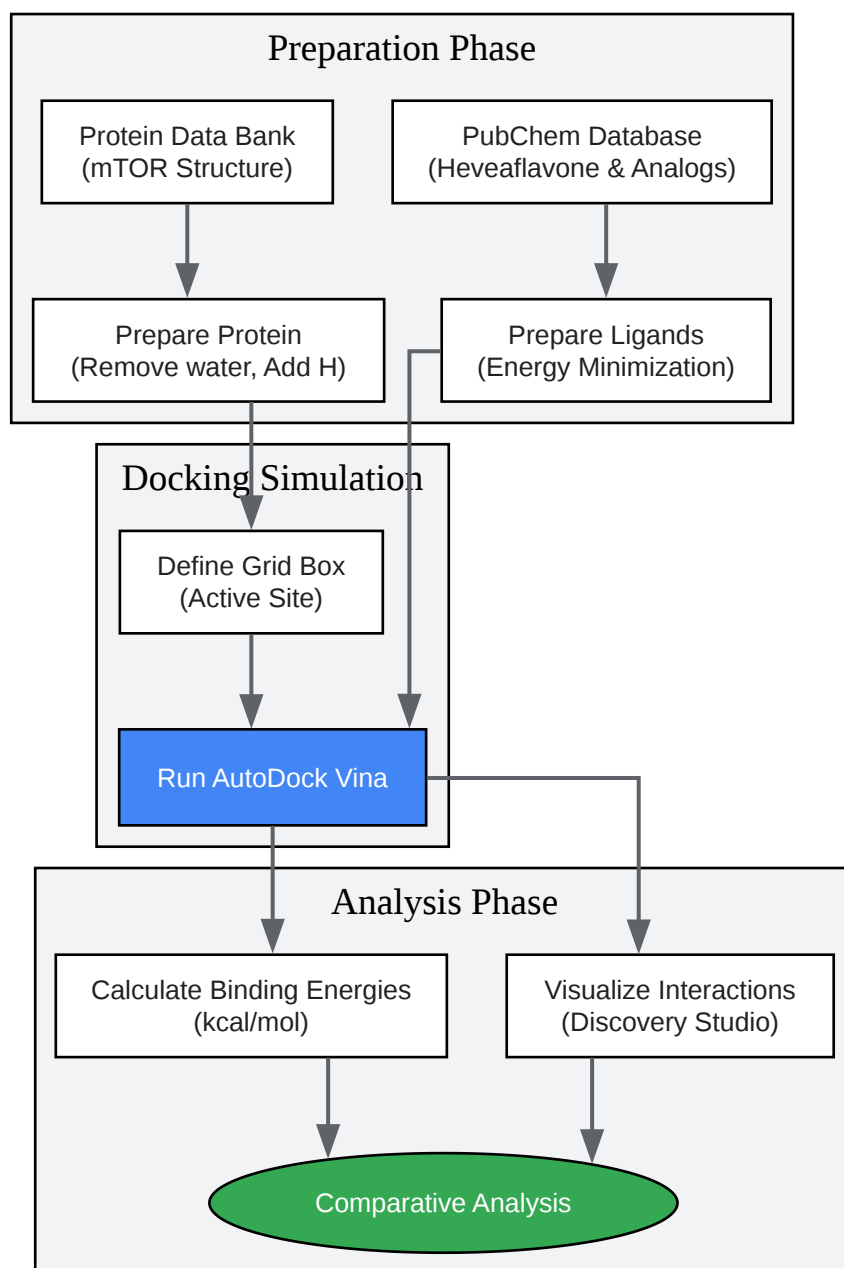 Preparation Phase
Protein Data Bank
(mTOR Structure)
PubChem Database
(Heveaflavone & Analogs)
Prepare Protein
(Remove water, Add H)
Prepare Ligands
(Energy Minimization)
Docking Simulation
Define Grid Box
(Active Site)
Run AutoDock Vina
Analysis Phase
Calculate Binding Energies
(kcal/mol)
Visualize Interactions
(Discovery Studio)
Comparative Analysis